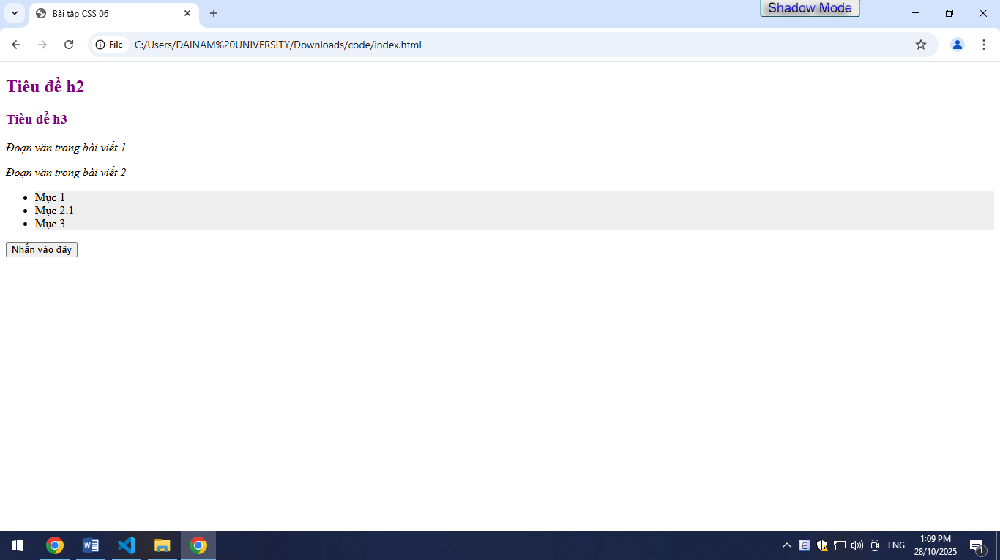 Bài tập CSS 06
Shadow Mode
File
C:/Users/DAINAM%20UNIVERSITY/Downloads/code/index.html
Tiêu đề h2
Tiêu đề h3
Đoạn văn trong bài viết 1
Đoạn văn trong bài viết 2
Mục 1
Mục 2.1
Mục 3
Nhấn vào đây
ENG
1:09 PM
28/10/2025
1